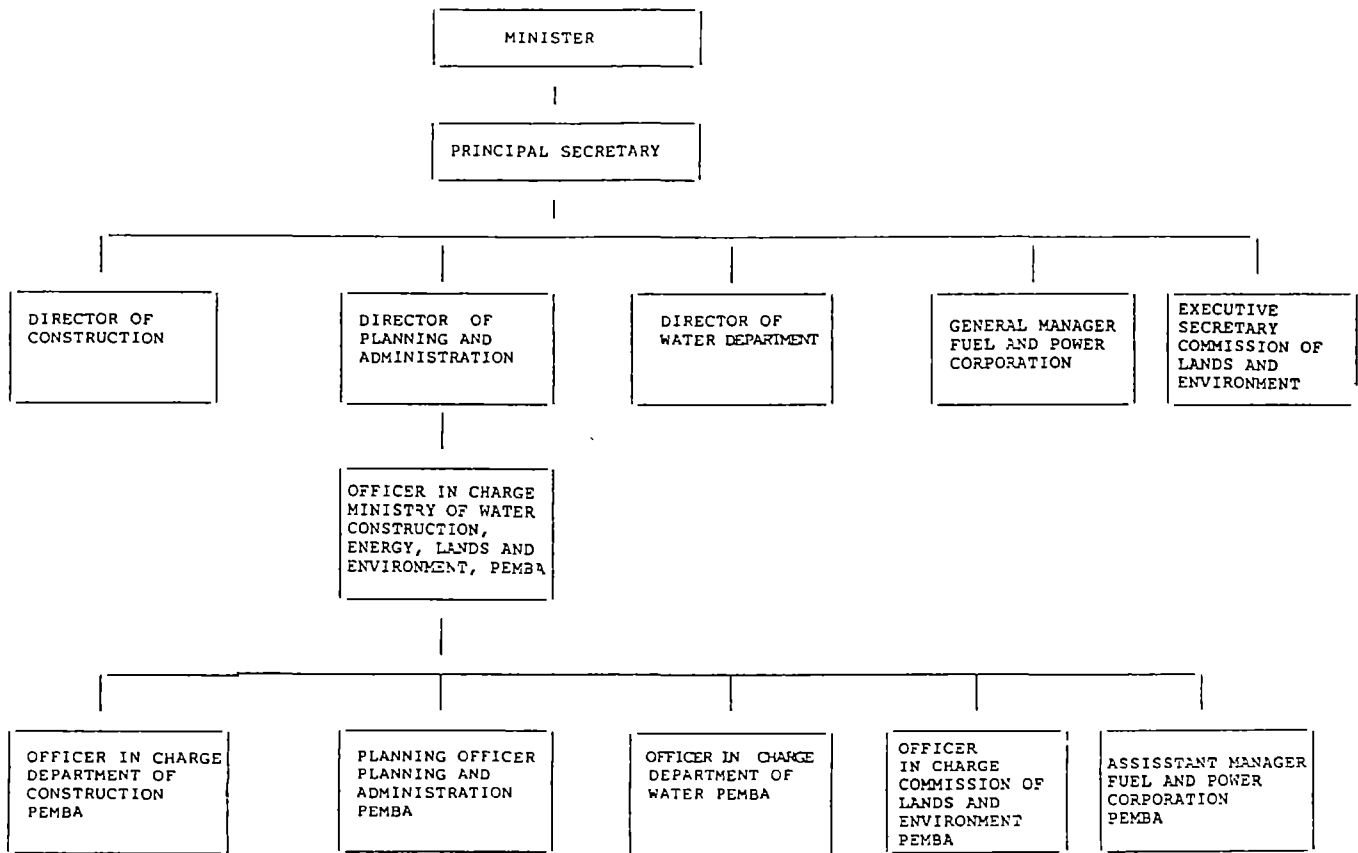 MINISTER
PRINCIPAL SECRETARY
DIRECTOR OF
CONSTRUCTION
DIRECTOR OF
PLANNING AND
ADMINISTRATION
DIRECTOR OF
WATER DEPARTMENT
GENERAL MANAGER
FUEL AND POWER
CORPORATION
EXECUTIVE
SECRETARY
COMMISSION OF
LANDS AND
ENVIRONMENT
OFFICER IN CHARGE
MINISTRY OF WATER
CONSTRUCTION,
ENERGY, LANDS AND
ENVIRONMENT, PEMBA
OFFICER IN CHARGE
DEPARTMENT OF
CONSTRUCTION
PEMBA
PLANNING OFFICER
PLANNING AND
ADMINISTRATION
PEMBA
OFFICER IN CHARGE
DEPARTMENT OF
WATER PEMBA
OFFICER
IN CHARGE
COMMISSION OF
LANDS AND
ENVIRONMENT
PEMBA
ASSISSTANT MANAGER
FUEL AND POWER
CORPORATION
PEMBA